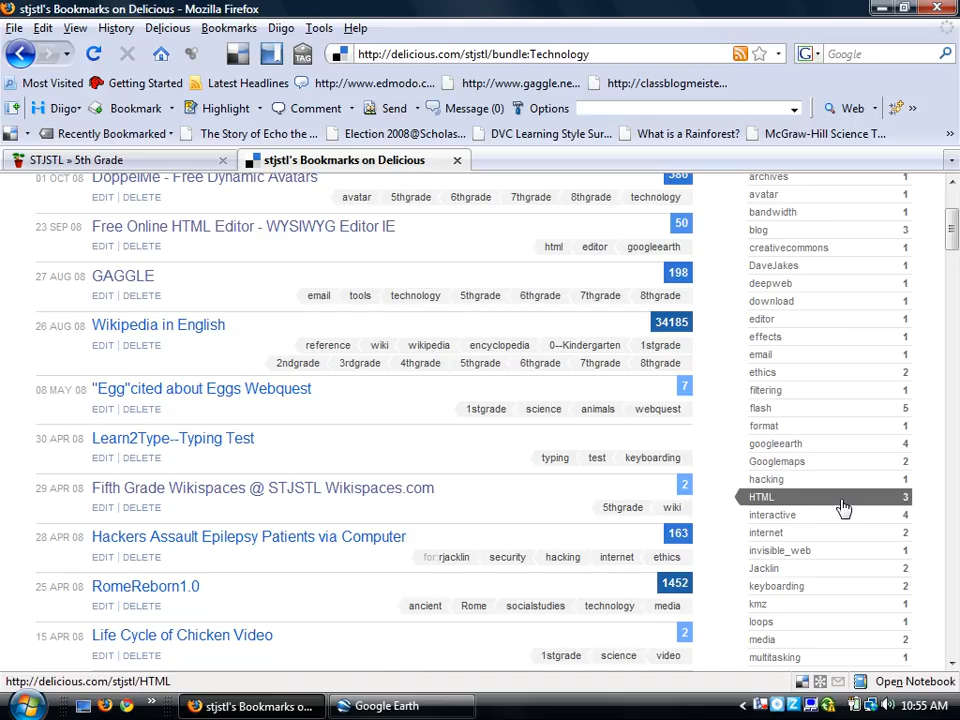 stjstl's Bookmarks on Delicious - Mozilla Firefox
File Edit View History Delicious Bookmarks Diigo Tools Help
TAG http://delicious.com/stjstl/bundle:Technology G Google
Most Visited Getting Started Latest Headlines http://www.edmodo.c... http://www.gaggle.ne... http://classblogmeiste...
Diigo Bookmark Highlight Comment Send Message (0) Options Web »
Recently Bookmarked The Story of Echo the ... Election 2008@Scholas... DVC Learning Style Sur... What is a Rainforest? McGraw-Hill Science T... »
STJSTL » 5th Grade stjstl's Bookmarks on Delicious
01 OCT 08 DoppelMe - Free Dynamic Avatars 380
EDIT | DELETE avatar 5thgrade 6thgrade 7thgrade 8thgrade technology
23 SEP 08 Free Online HTML Editor - WYSIWYG Editor IE 50
EDIT | DELETE html editor googleearth
27 AUG 08 GAGGLE 198
EDIT | DELETE email tools technology 5thgrade 6thgrade 7thgrade 8thgrade
26 AUG 08 Wikipedia in English 34185
EDIT | DELETE reference wiki wikipedia encyclopedia 0--Kindergarten 1stgrade
2ndgrade 3rdgrade 4thgrade 5thgrade 6thgrade 7thgrade 8thgrade
08 MAY 08 "Egg"cited about Eggs Webquest 7
EDIT | DELETE 1stgrade science animals webquest
30 APR 08 Learn2Type--Typing Test
EDIT | DELETE typing test keyboarding
29 APR 08 Fifth Grade Wikispaces @ STJSTL Wikispaces.com 2
EDIT | DELETE 5thgrade wiki
28 APR 08 Hackers Assault Epilepsy Patients via Computer 163
EDIT | DELETE for:rjacklin security hacking internet ethics
25 APR 08 RomeReborn1.0 1452
EDIT | DELETE ancient Rome socialstudies technology media
15 APR 08 Life Cycle of Chicken Video 2
EDIT | DELETE 1stgrade science video
archives 1
avatar 1
bandwidth 1
blog 3
creativecommons 1
DaveJakes 1
deepweb 1
download 1
editor 1
effects 1
email 1
ethics 2
filtering 1
flash 5
format 1
googleearth 4
Googlemaps 2
hacking 1
HTML 3
interactive 4
internet 2
invisible_web 1
Jacklin 2
keyboarding 2
kmz 1
loops 1
media 2
multitasking 1
http://delicious.com/stjstl/HTML Open Notebook
» stjstl's Bookmarks o... Google Earth 10:55 AM